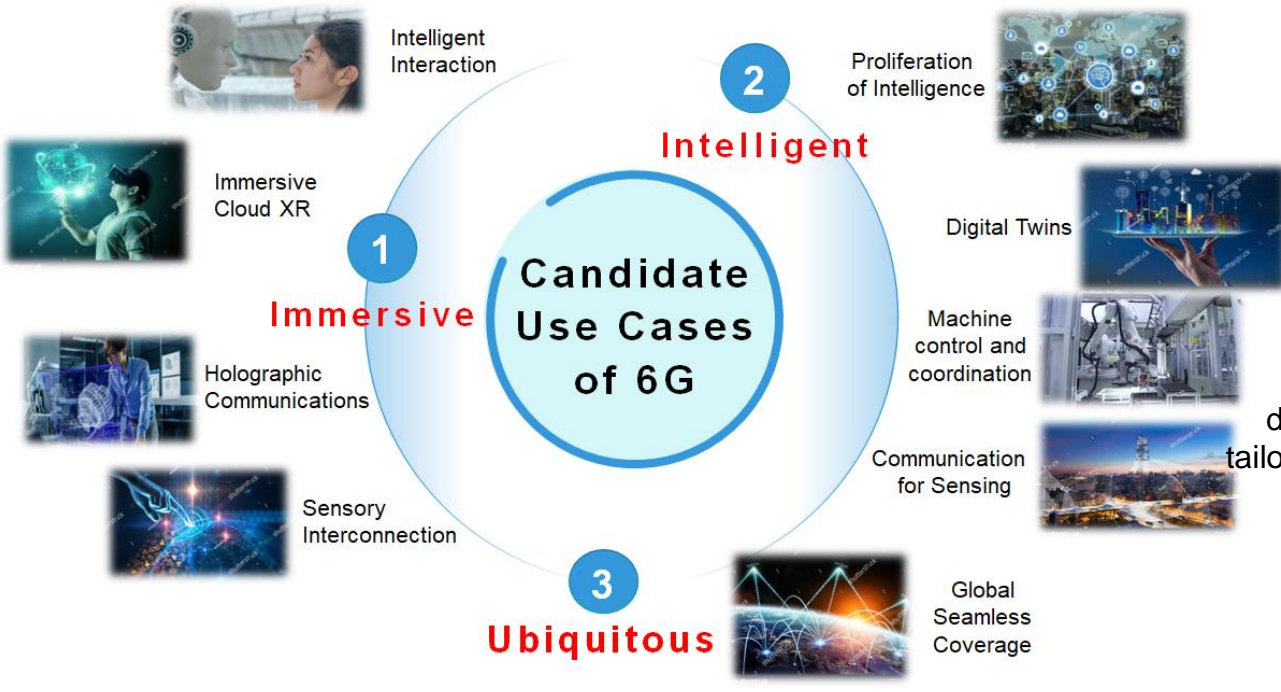 Intelligent
Interaction
Immersive
Cloud XR
1
Immersive
Holographic
Communications
Sensory
Interconnection
Candidate
Use Cases
of 6G
2
Intelligent
Proliferation
of Intelligence
Digital Twins
Machine
control and
coordination
Communication
for Sensing
d
tailo
3
Ubiquitous
Global
Seamless
Coverage